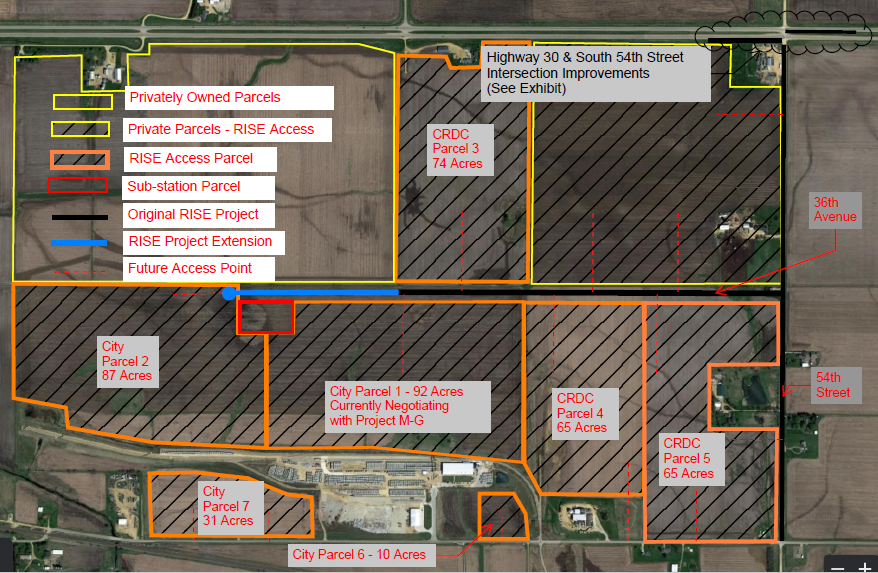 Highway 30 & South 54th Street
Intersection Improvements
(See Exhibit)
Privately Owned Parcels
Private Parcels - RISE Access
RISE Access Parcel
Sub-station Parcel
Original RISE Project
RISE Project Extension
Future Access Point
CRDC
Parcel 3
74 Acres
36th
Avenue
City
Parcel 2
87 Acres
City Parcel 1 - 92 Acres
Currently Negotiating
with Project M-G
CRDC
Parcel 4
65 Acres
54th
Street
CRDC
Parcel 5
65 Acres
City
Parcel 7
31 Acres
City Parcel 6 - 10 Acres